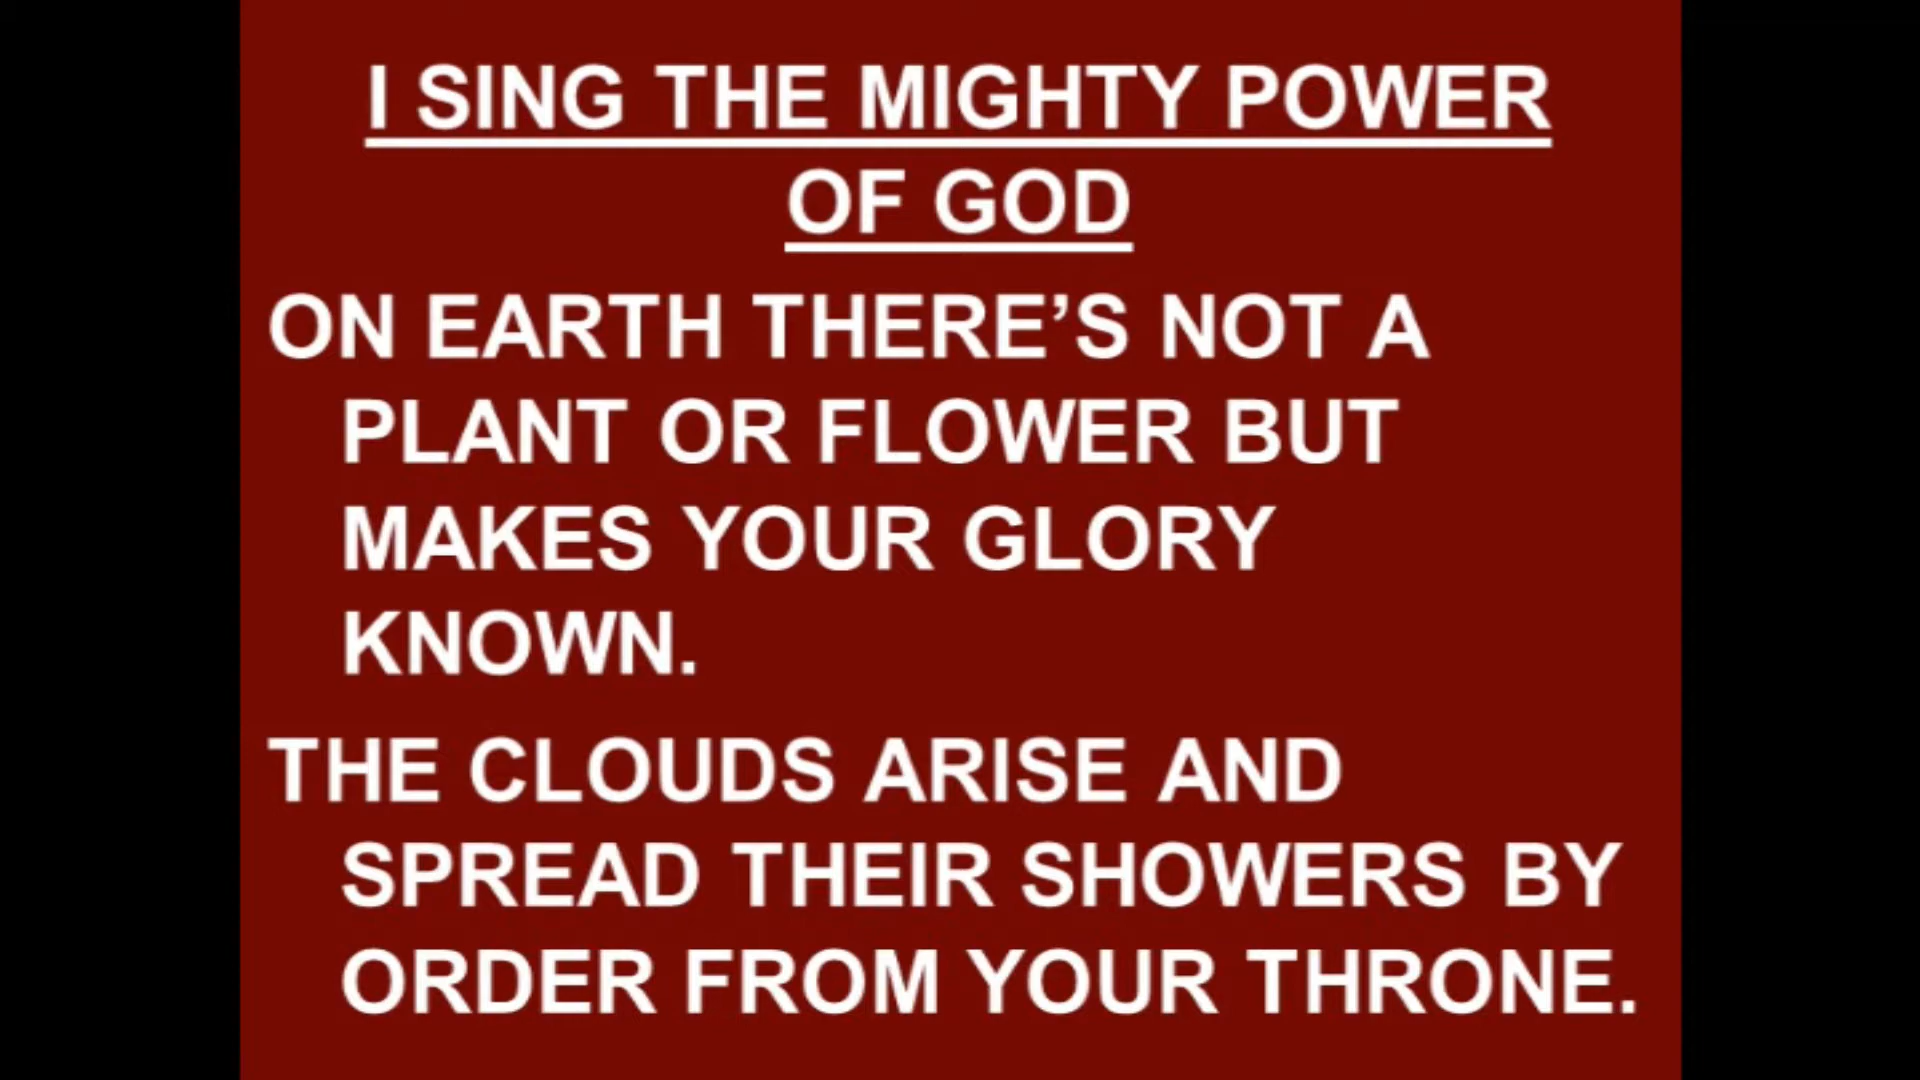 I SING THE MIGHTY POWER
OF GOD
ON EARTH THERE’S NOT A
PLANT OR FLOWER BUT
MAKES YOUR GLORY
KNOWN.
THE CLOUDS ARISE AND
SPREAD THEIR SHOWERS BY
ORDER FROM YOUR THRONE.